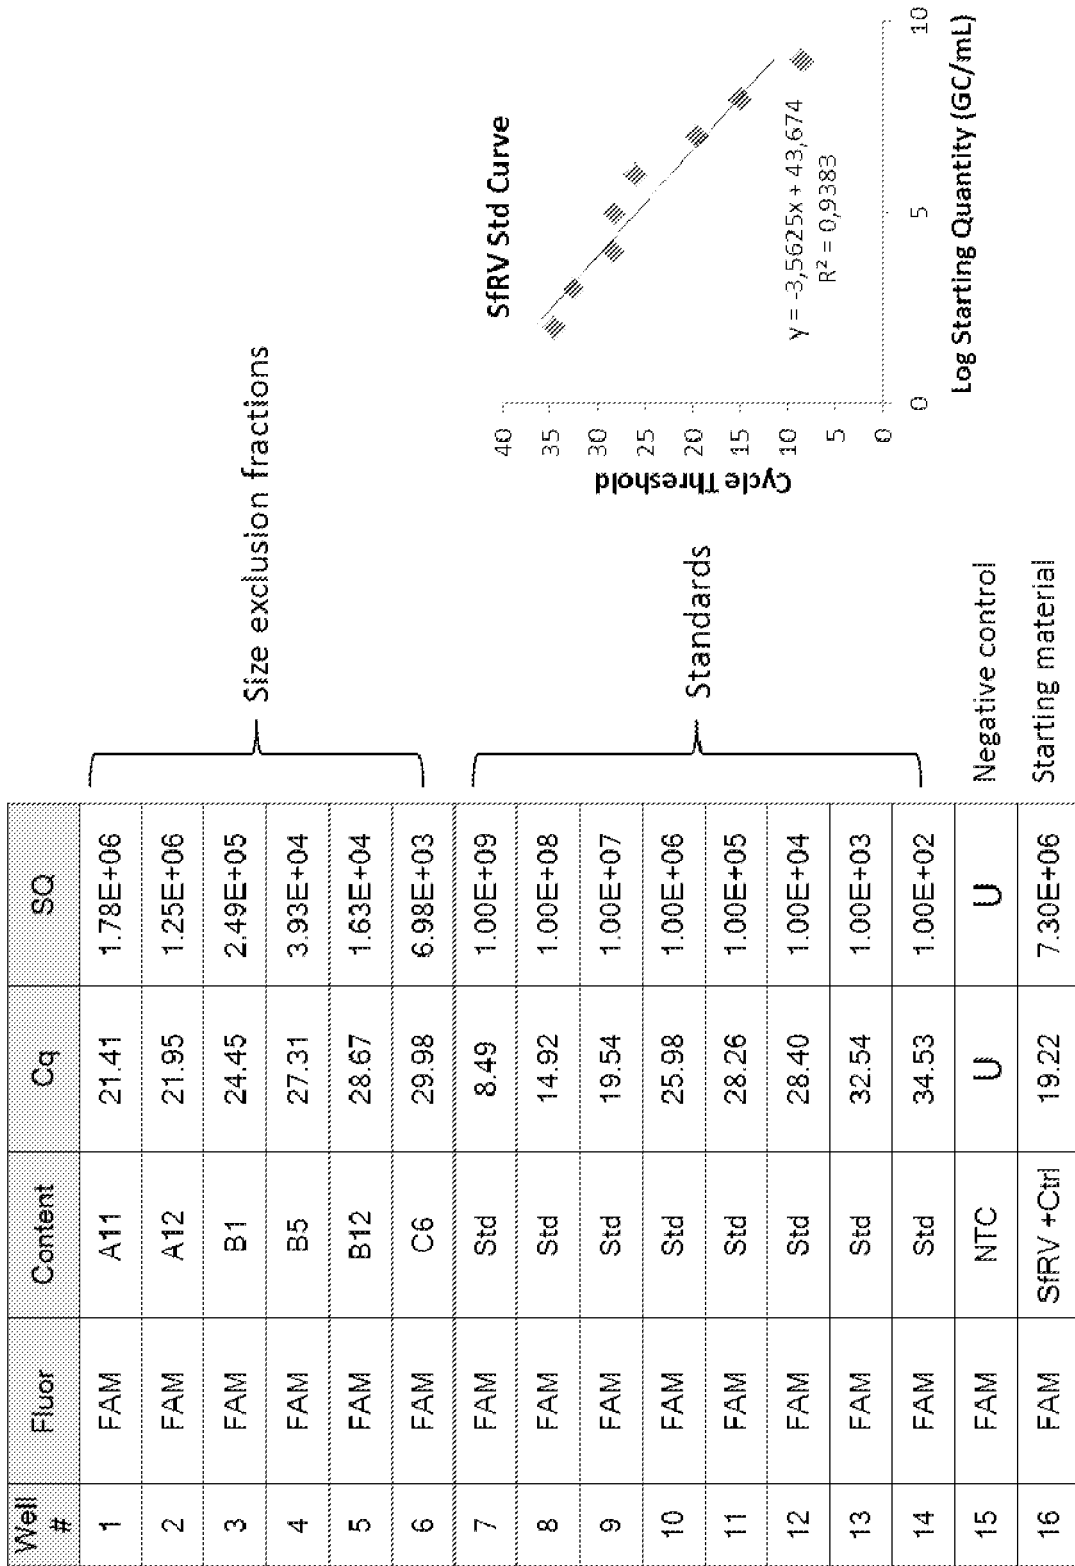 Well # Fluor Content Cq SQ
1 FAM A11 21.41 1.78E+06
2 FAM A12 21.95 1.25E+06
3 FAM B1 24.45 2.49E+05
4 FAM B5 27.31 3.93E+04
5 FAM B12 28.67 1.63E+04
6 FAM C6 29.98 6.98E+03
7 FAM Std 8.49 1.00E+09
8 FAM Std 14.92 1.00E+08
9 FAM Std 19.54 1.00E+07
10 FAM Std 25.98 1.00E+06
11 FAM Std 28.26 1.00E+05
12 FAM Std 28.40 1.00E+04
13 FAM Std 32.54 1.00E+03
14 FAM Std 34.53 1.00E+02
15 FAM NTC U U Negative control
16 FAM SfRV +Ctrl 19.22 7.30E+06 Starting material
Size exclusion fractions
Standards
SfRV Std Curve
Cycle Threshold
40
35
30
25
20
15
10
5
0
0 5 10
y = -3,5625x + 43,674
R² = 0,9383
Log Starting Quantity (GC/mL)